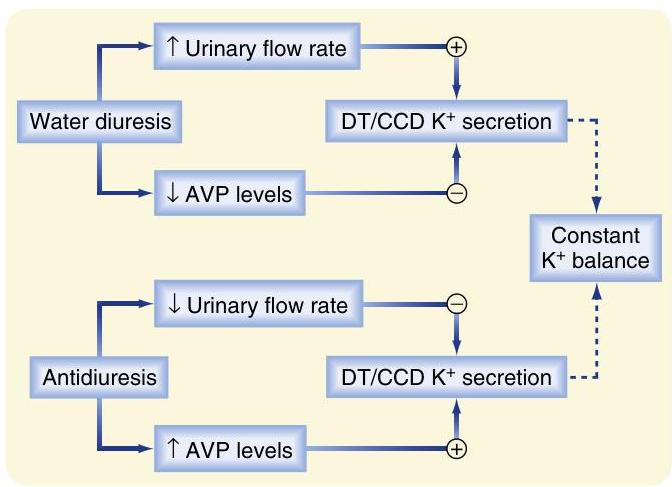 ↑ Urinary flow rate
+
Water diuresis
DT/CCD K⁺ secretion
↓ AVP levels
−
Constant
K⁺ balance
↓ Urinary flow rate
−
Antidiuresis
DT/CCD K⁺ secretion
↑ AVP levels
+